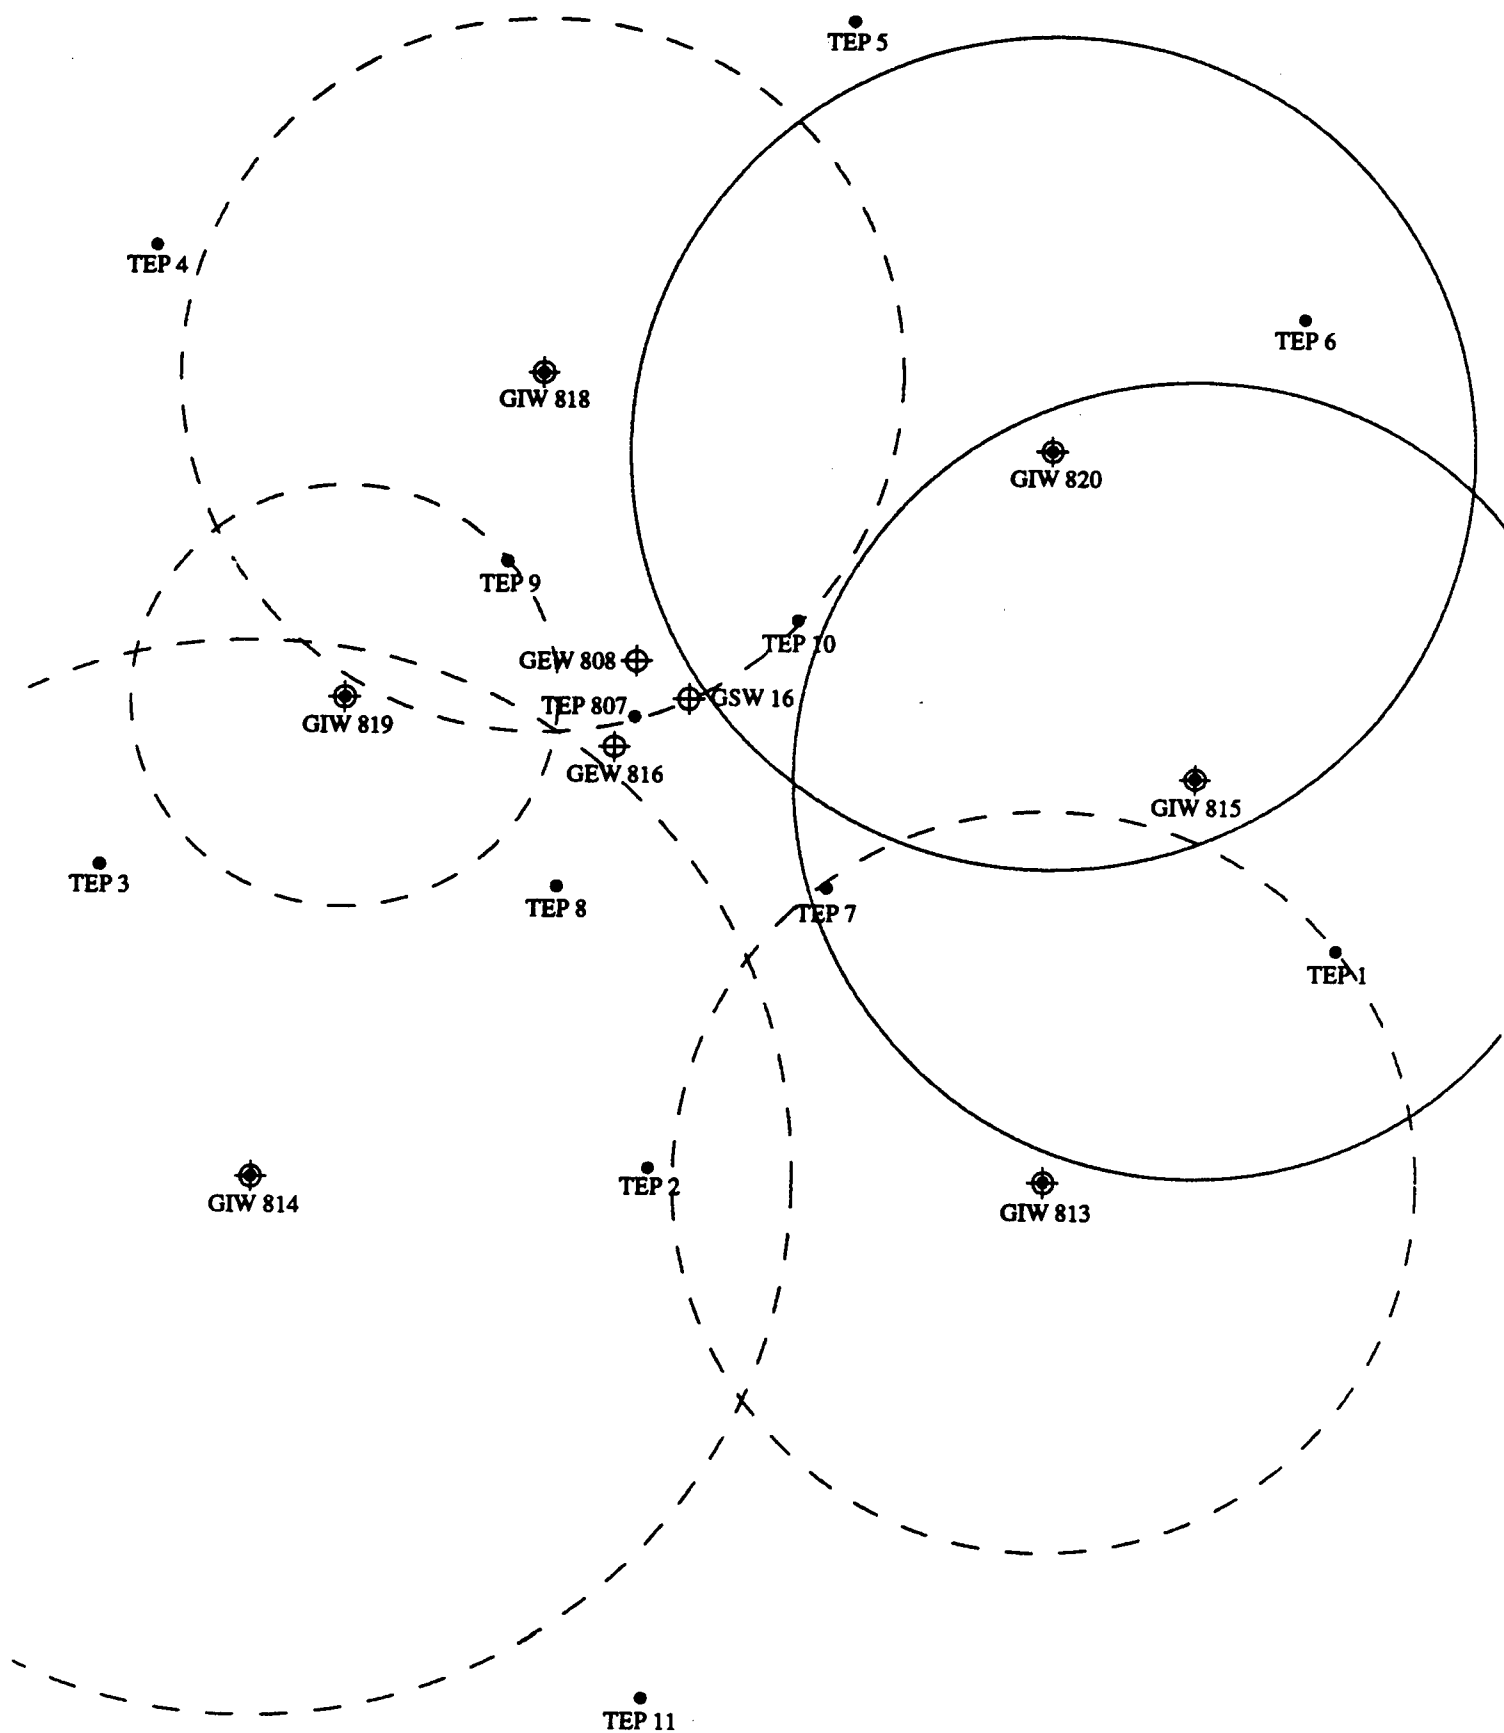 TEP 5
TEP 4
TEP 6
GIW 818
GIW 820
TEP 9
TEP 10
GEW 808
TEP 807
GSW 16
GIW 819
GEW 816
GIW 815
TEP 3
TEP 8
TEP 7
TEP 1
TEP 2
GIW 814
GIW 813
TEP 11